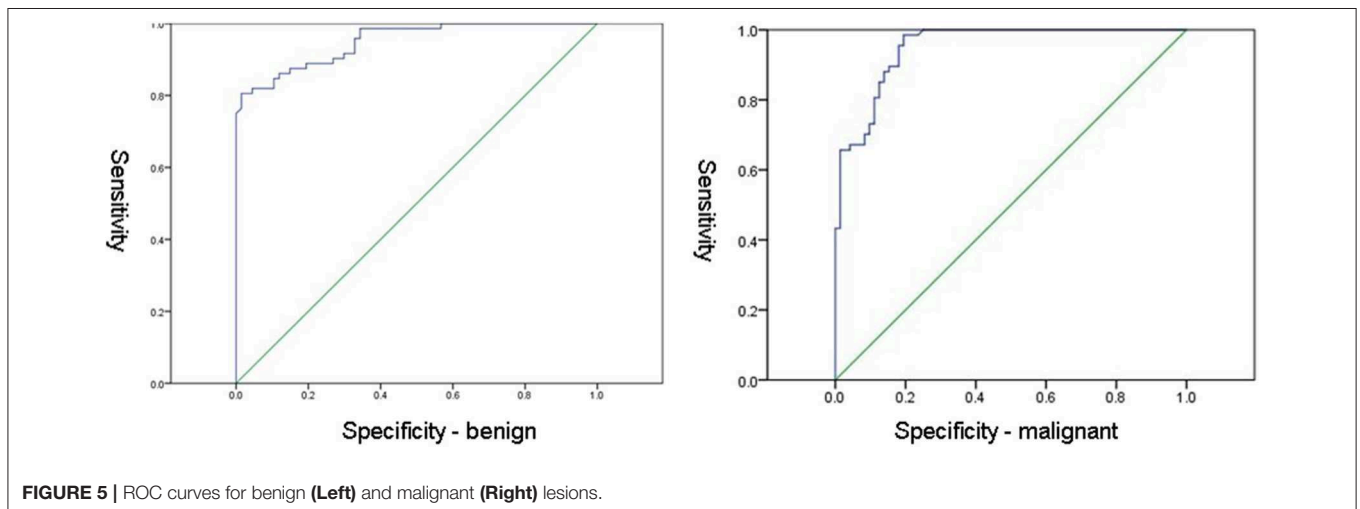 1.0
0.8
0.6
0.4
0.2
0.0
Sensitivity
0.0 0.2 0.4 0.6 0.8 1.0
Specificity - benign
1.0
0.8
0.6
0.4
0.2
0.0
Sensitivity
0.0 0.2 0.4 0.6 0.8 1.0
Specificity - malignant
FIGURE 5 | ROC curves for benign (Left) and malignant (Right) lesions.